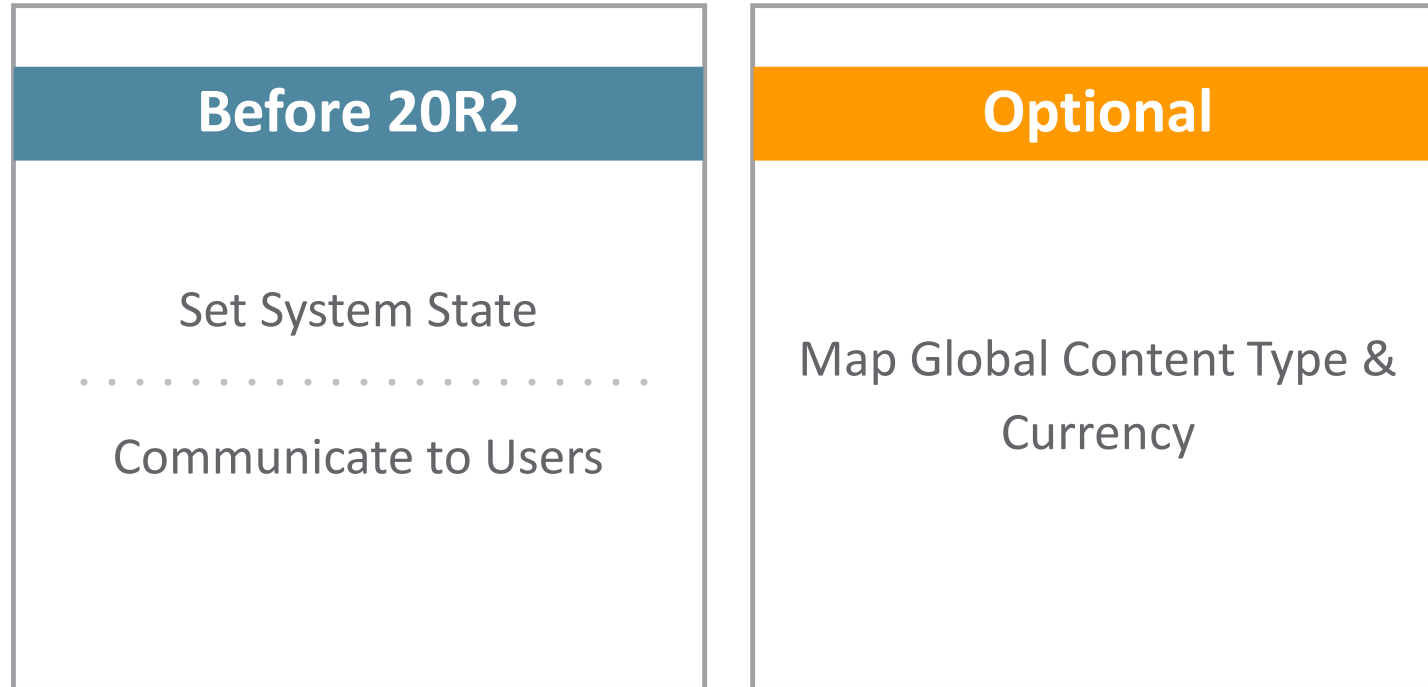 Before 20R2
Set System State
Communicate to Users
Optional
Map Global Content Type &
Currency